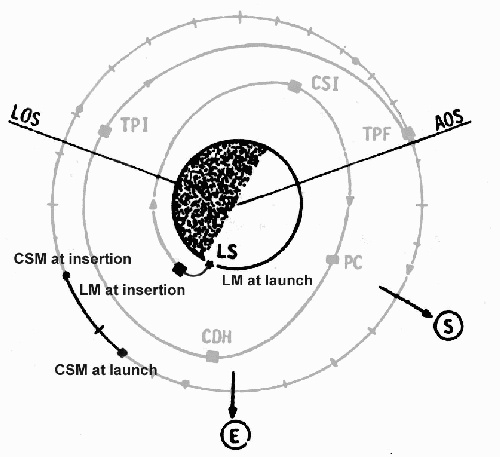 CSI
LOS
AOS
TPI
TPF
LS
CSM at insertion
PC
LM at insertion
LM at launch
S
CDH
CSM at launch
E